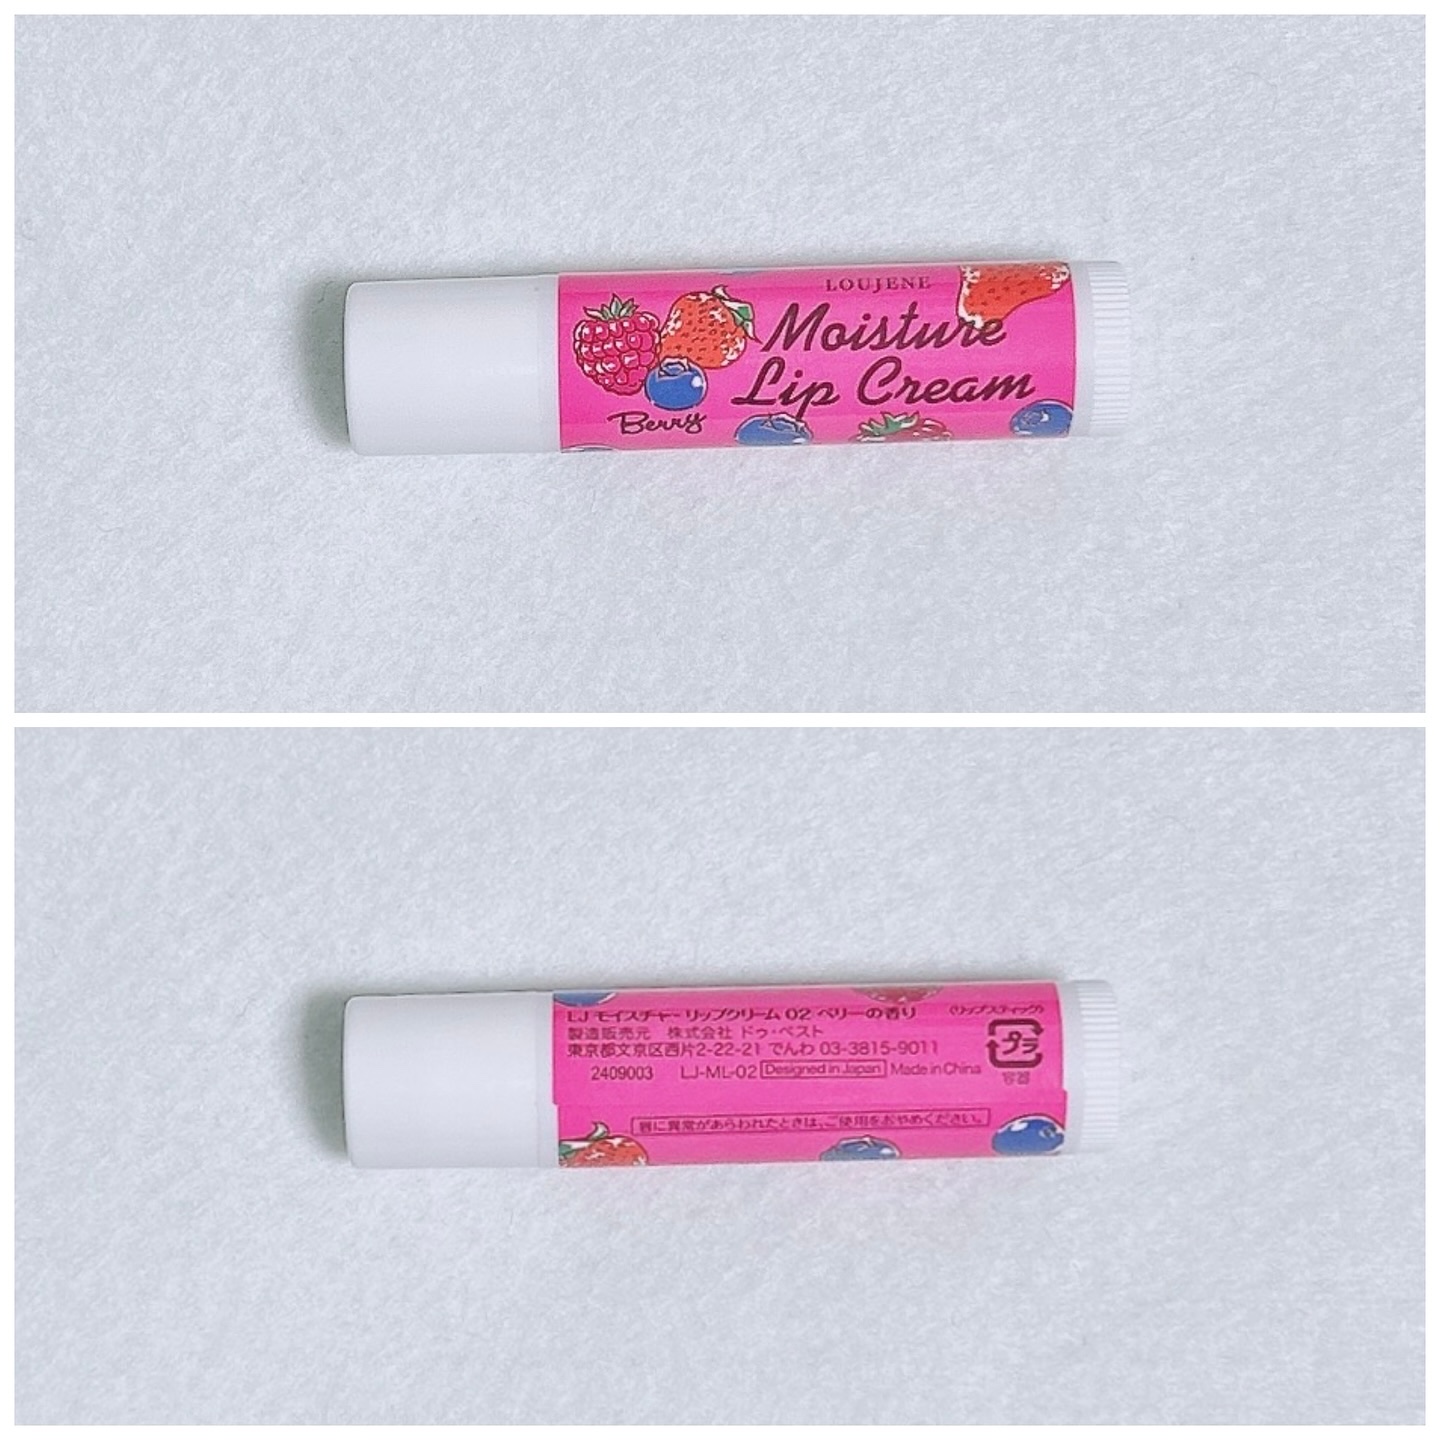 LOUJENE
Moisture
Lip Cream
Berry
LJ モイスチャーリップクリーム 02 ベリーの香り
(リップスティック)
製造販売元　株式会社 ドゥ・ベスト
東京都文京区西片2-22-21 でんわ 03-3815-9011
2409003 LJ-ML-02 Designed in Japan Made in China
プラ
容器
唇に異常があらわれたときは、ご使用をおやめください。